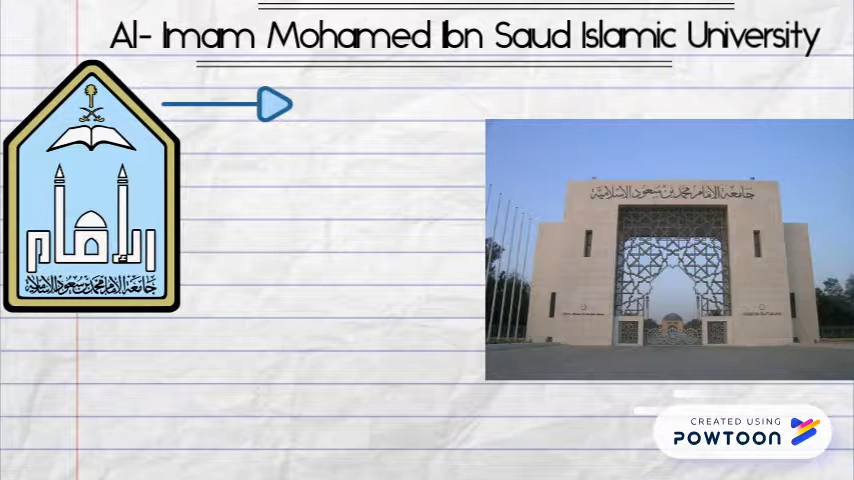 Al- Imam Mohamed Ibn Saud Islamic University
جامعة الإمام محمد بن سعود الإسلامية
الإمام
جامعة الإمام محمد بن سعود الإسلامية
CREATED USING
POWTOON